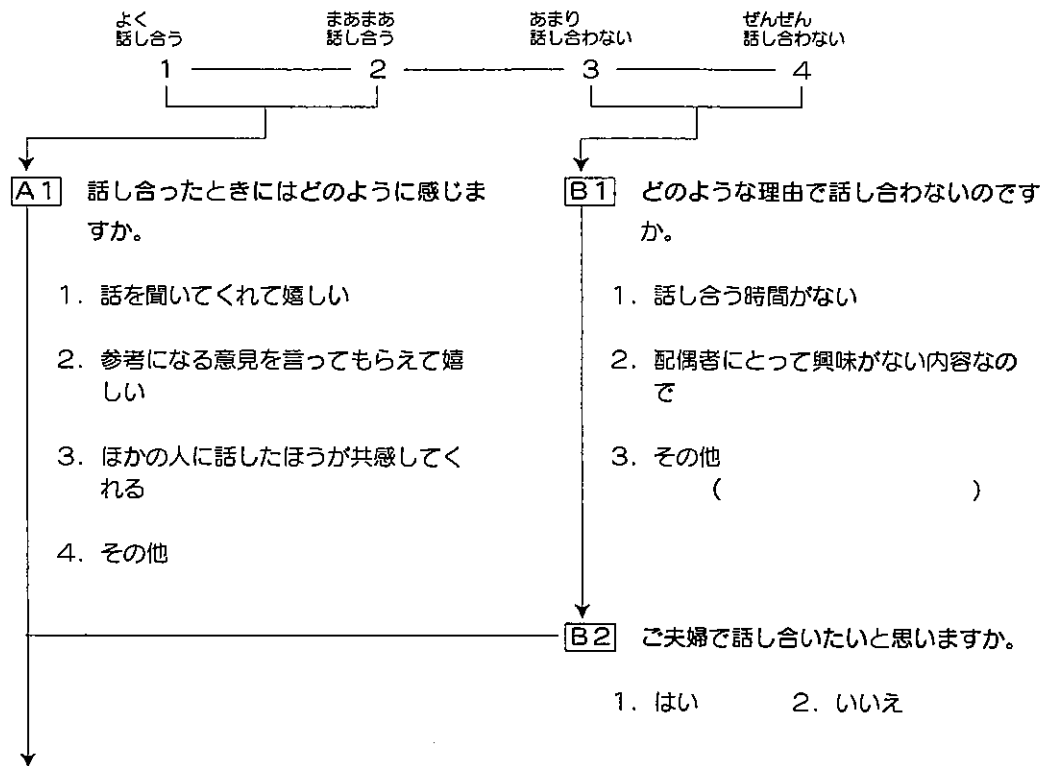 よく
話し合う
まあまあ
話し合う
あまり
話し合わない
ぜんぜん
話し合わない
1 2 3 4
A1 話し合ったときにはどのように感じま
すか。
1. 話を聞いてくれて嬉しい
2. 参考になる意見を言ってもらえて嬉
しい
3. ほかの人に話したほうが共感してく
れる
4. その他
B1 どのような理由で話し合わないのです
か。
1. 話し合う時間がない
2. 配偶者にとって興味がない内容なの
で
3. その他
( )
B2 ご夫婦で話し合いたいと思いますか。
1. はい 2. いいえ